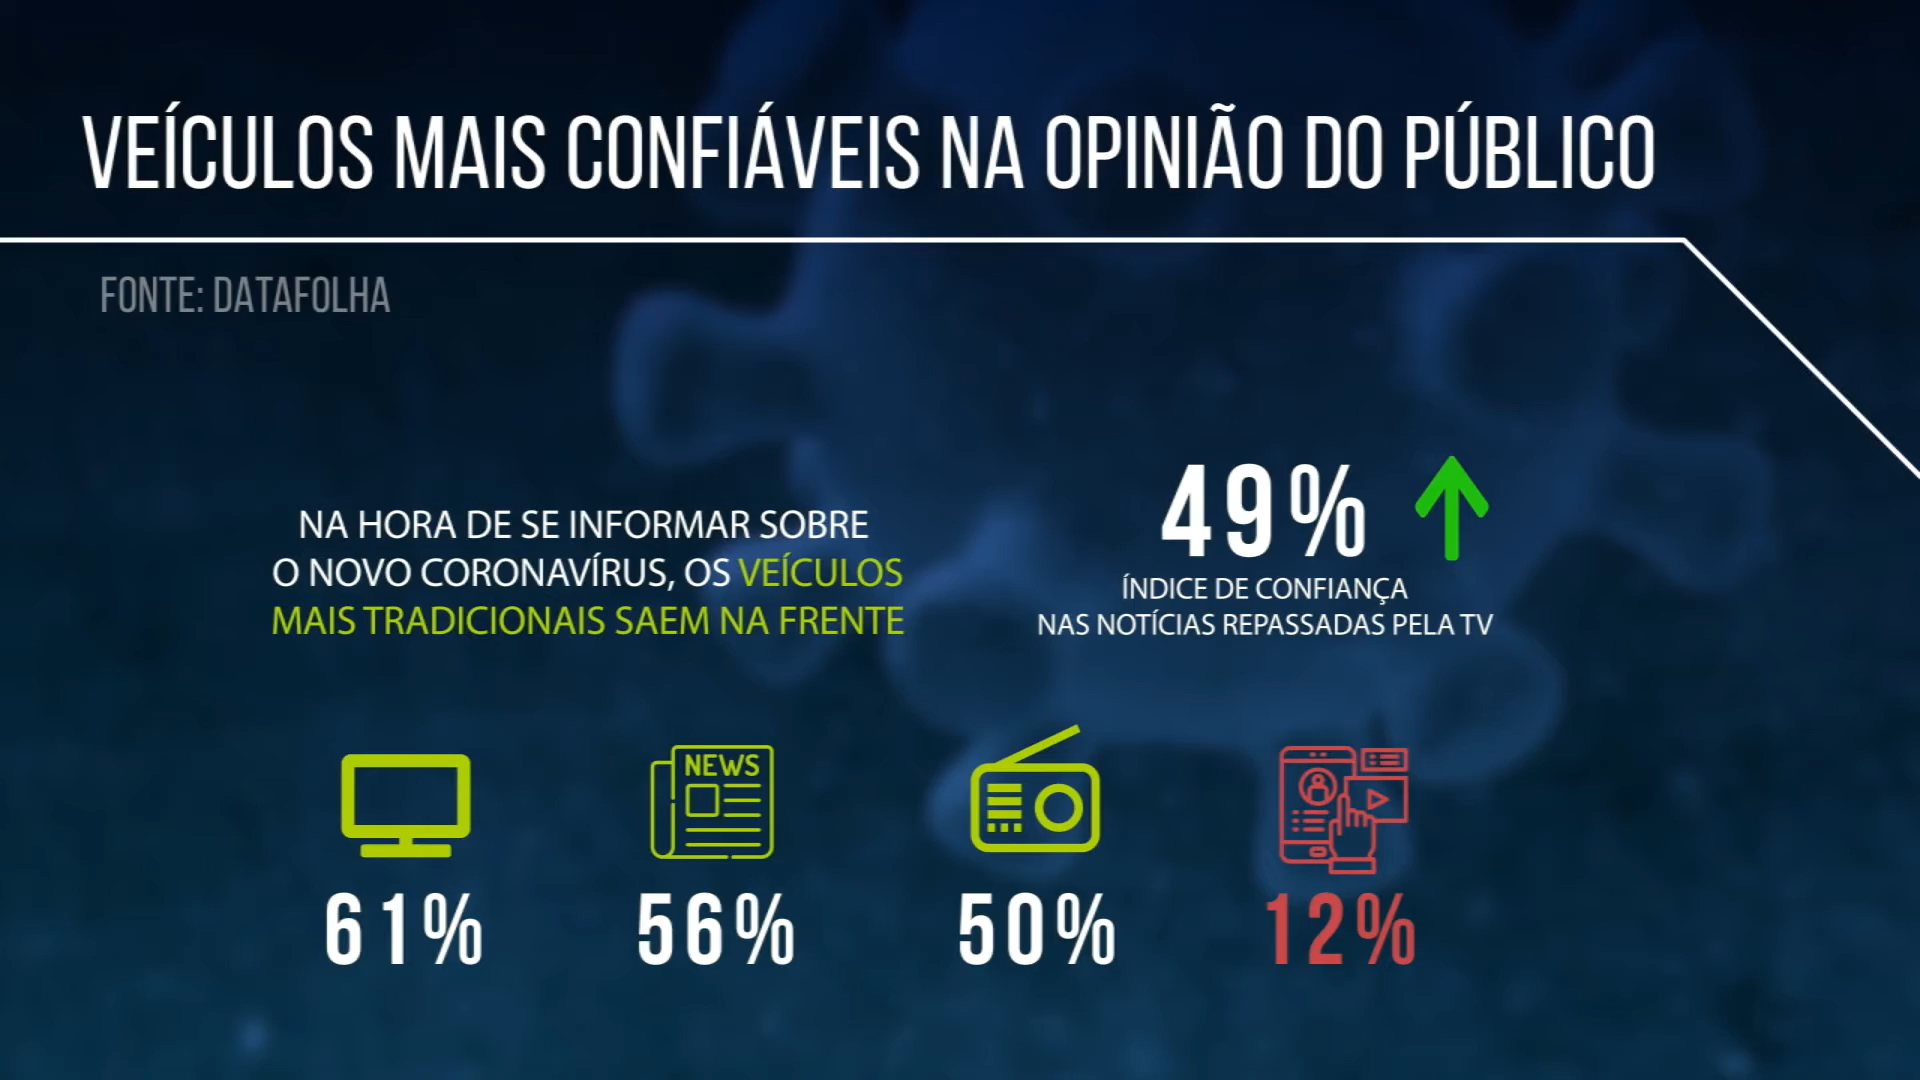 VEÍCULOS MAIS CONFIÁVEIS NA OPINIÃO DO PÚBLICO
FONTE: DATAFOLHA
NA HORA DE SE INFORMAR SOBRE
O NOVO CORONAVÍRUS, OS VEÍCULOS
MAIS TRADICIONAIS SAEM NA FRENTE
49%
ÍNDICE DE CONFIANÇA
NAS NOTÍCIAS REPASSADAS PELA TV
NEWS
61%
56%
50%
12%